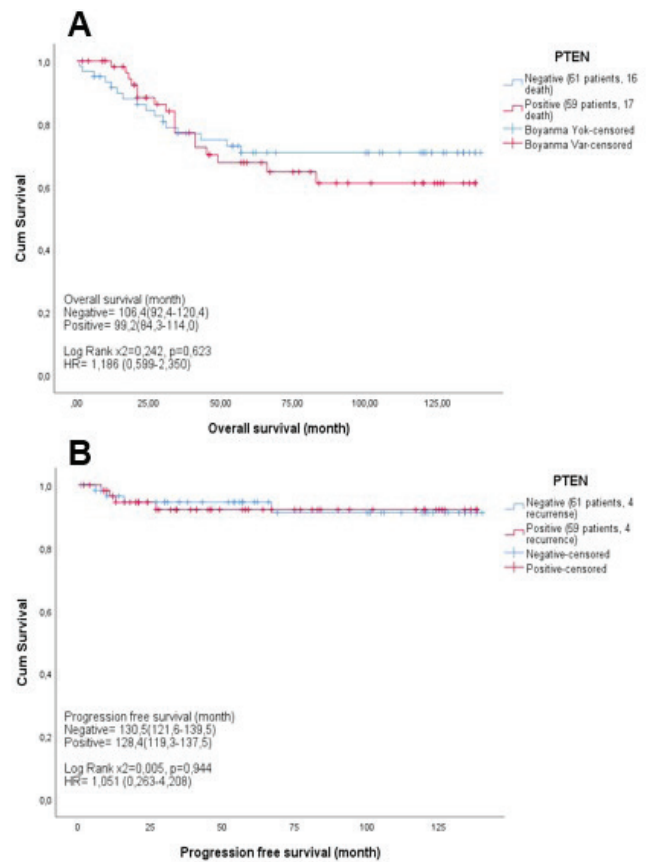 A
Cum Survival
1,0
0,8
0,6
0,4
0,2
0,0
Overall survival (month)
Negative= 106,4(92,4-120,4)
Positive= 99,2(84,3-114,0)
Log Rank x2=0,242, p=0,623
HR= 1,186 (0,599-2,350)
,00
25,00
50,00
75,00
100,00
125,00
Overall survival (month)
PTEN
Negative (61 patients, 16
death)
Positive (59 patients, 17
death)
Boyanma Yok-censored
Boyanma Var-censored
B
Cum Survival
1,0
0,8
0,6
0,4
0,2
0,0
Progression free survival (month)
Negative= 130,5(121,6-139,5)
Positive= 128,4(119,3-137,5)
Log Rank x2=0,005, p=0,944
HR= 1,051 (0,263-4,208)
0
25
50
75
100
125
Progression free survival (month)
PTEN
Negative (61 patients, 4
recurrense)
Positive (59 patients, 4
recurrence)
Negative-censored
Positive-censored